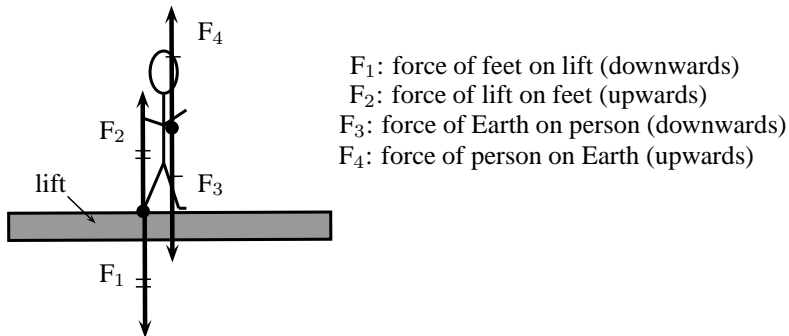 F₄
F₁: force of feet on lift (downwards)
F₂: force of lift on feet (upwards)
F₃: force of Earth on person (downwards)
F₄: force of person on Earth (upwards)
F₂
F₃
lift
F₁